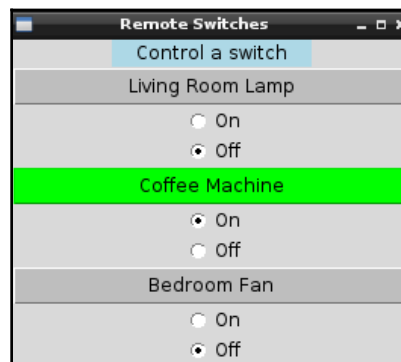 Remote Switches
Control a switch
Living Room Lamp
On
Off
Coffee Machine
On
Off
Bedroom Fan
On
Off